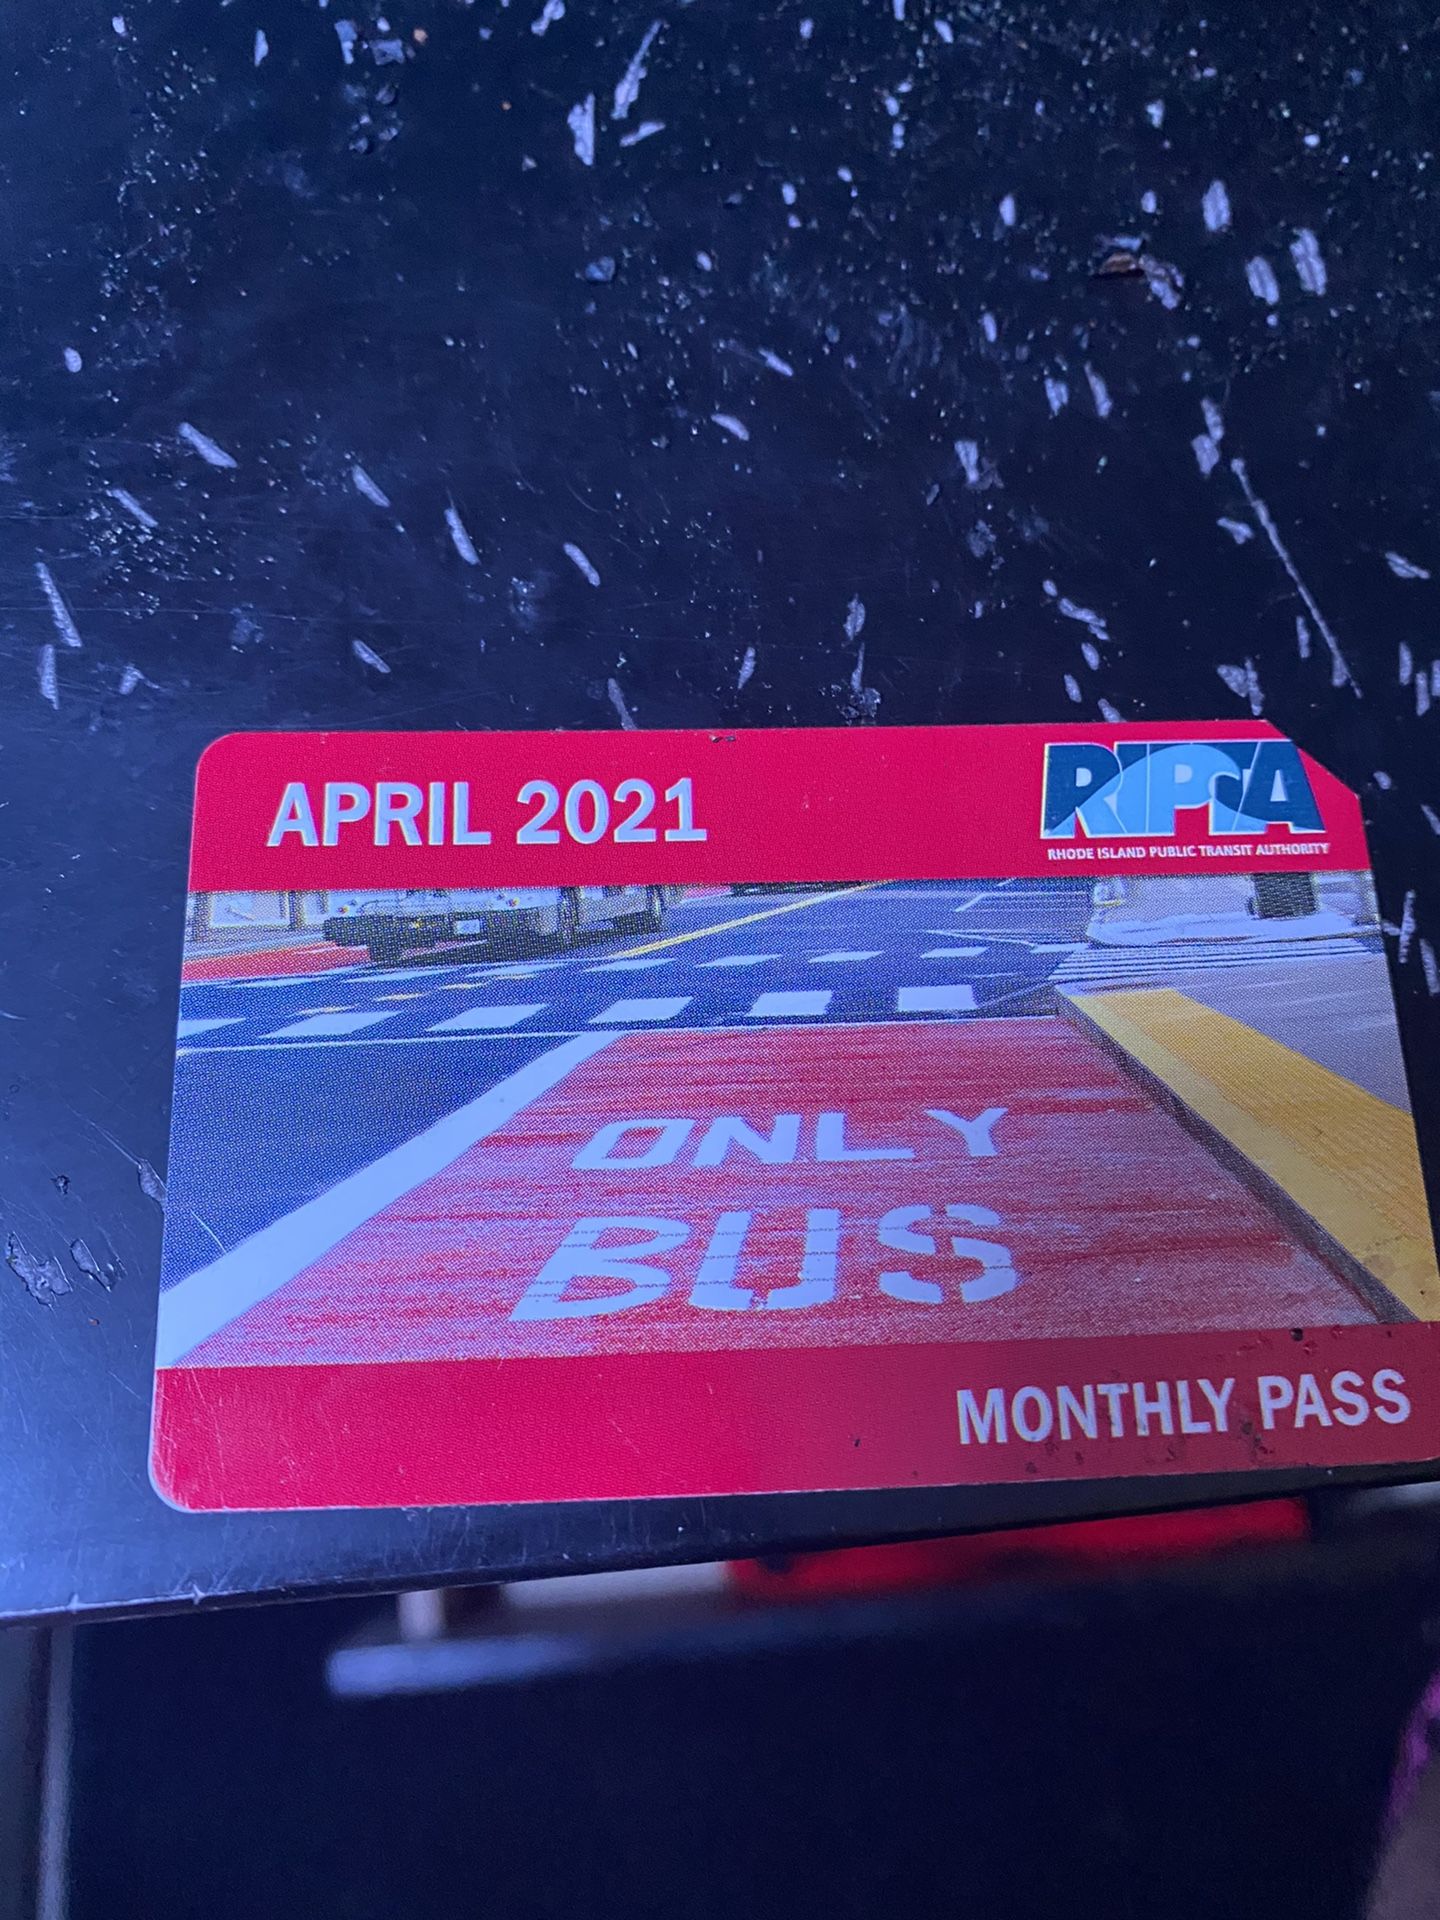 APRIL 2021
RIPTA
RHODE ISLAND PUBLIC TRANSIT AUTHORITY
ONLY
BUS
MONTHLY PASS